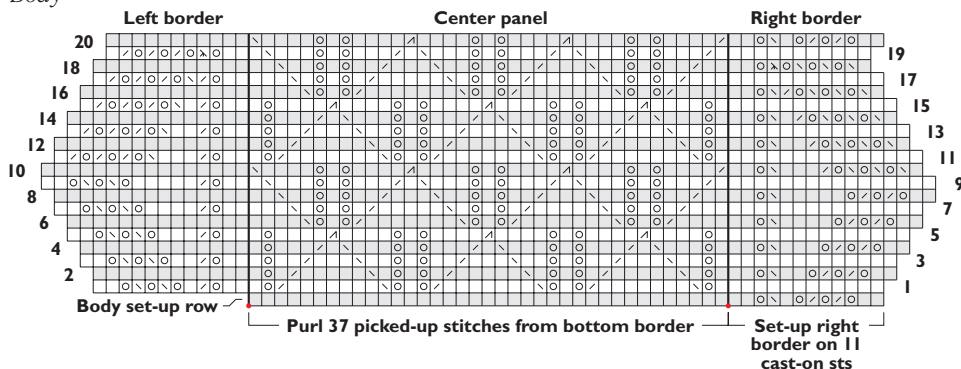 Body
Left border Center panel Right border
20
19
18
17
16
15
14
13
12
11
10
9
8
7
6
5
4
3
2
1
Body set-up row
Purl 37 picked-up stitches from bottom border
Set-up right
border on 11
cast-on sts